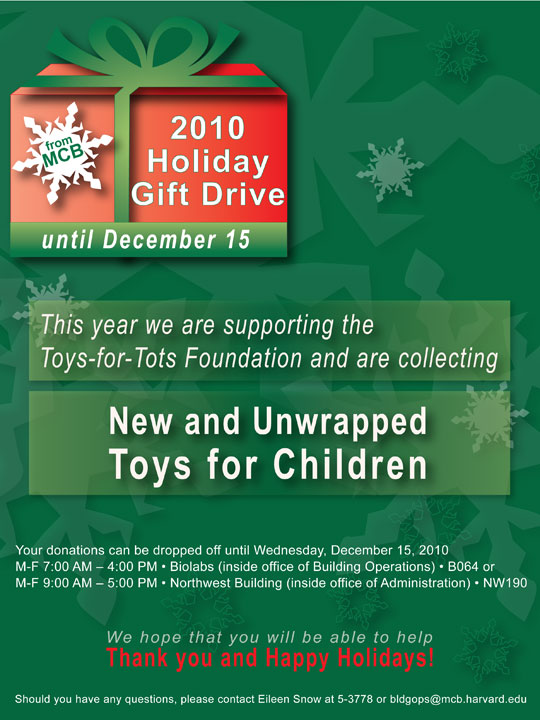 from
MCB
2010
Holiday
Gift Drive
until December 15
This year we are supporting the
Toys-for-Tots Foundation and are collecting
New and Unwrapped
Toys for Children
Your donations can be dropped off until Wednesday, December 15, 2010
M-F 7:00 AM – 4:00 PM • Biolabs (inside office of Building Operations) • B064 or
M-F 9:00 AM – 5:00 PM • Northwest Building (inside office of Administration) • NW190
We hope that you will be able to help
Thank you and Happy Holidays!
Should you have any questions, please contact Eileen Snow at 5-3778 or bldgops@mcb.harvard.edu